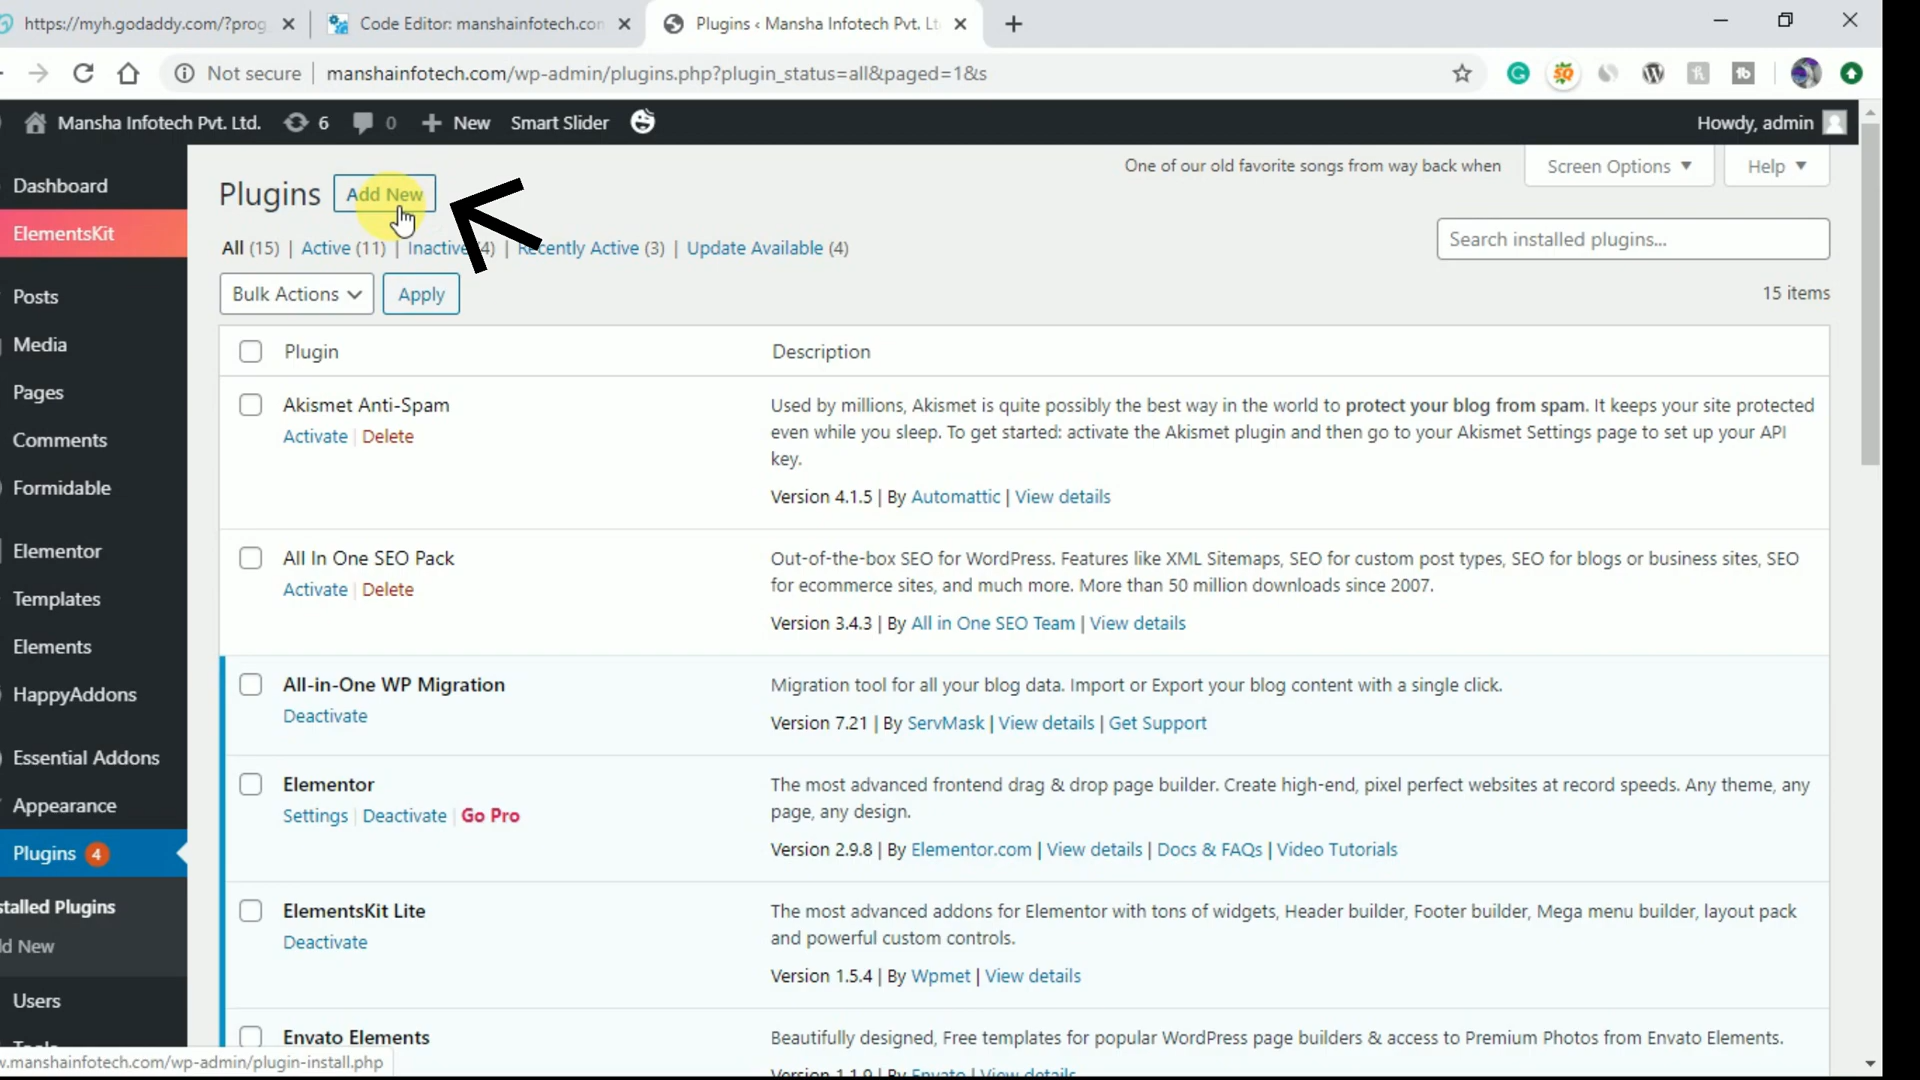 https://myh.godaddy.com/?prog
Code Editor: manshainfotech.com
Plugins ‹ Mansha Infotech Pvt. Lt
Not secure
manshainfotech.com/wp-admin/plugins.php?plugin_status=all&paged=1&s
Mansha Infotech Pvt. Ltd.
6
0
New
Smart Slider
Howdy, admin
Dashboard
ElementsKit
Posts
Media
Pages
Comments
Formidable
Elementor
Templates
Elements
HappyAddons
Essential Addons
Appearance
Plugins 4
stalled Plugins
d New
Users
One of our old favorite songs from way back when
Screen Options
Help
Plugins
Add New
All (15) | Active (11) | Inactive (4) | Recently Active (3) | Update Available (4)
Search installed plugins...
Bulk Actions
Apply
15 items
Plugin
Description
Akismet Anti-Spam
Activate | Delete
Used by millions, Akismet is quite possibly the best way in the world to protect your blog from spam. It keeps your site protected
even while you sleep. To get started: activate the Akismet plugin and then go to your Akismet Settings page to set up your API
key.
Version 4.1.5 | By Automattic | View details
All In One SEO Pack
Activate | Delete
Out-of-the-box SEO for WordPress. Features like XML Sitemaps, SEO for custom post types, SEO for blogs or business sites, SEO
for ecommerce sites, and much more. More than 50 million downloads since 2007.
Version 3.4.3 | By All in One SEO Team | View details
All-in-One WP Migration
Deactivate
Migration tool for all your blog data. Import or Export your blog content with a single click.
Version 7.21 | By ServMask | View details | Get Support
Elementor
Settings | Deactivate | Go Pro
The most advanced frontend drag & drop page builder. Create high-end, pixel perfect websites at record speeds. Any theme, any
page, any design.
Version 2.9.8 | By Elementor.com | View details | Docs & FAQs | Video Tutorials
ElementsKit Lite
Deactivate
The most advanced addons for Elementor with tons of widgets, Header builder, Footer builder, Mega menu builder, layout pack
and powerful custom controls.
Version 1.5.4 | By Wpmet | View details
Envato Elements
Beautifully designed, Free templates for popular WordPress page builders & access to Premium Photos from Envato Elements.
Version 1.1.9 | By Envato | View details
w.manshainfotech.com/wp-admin/plugin-install.php